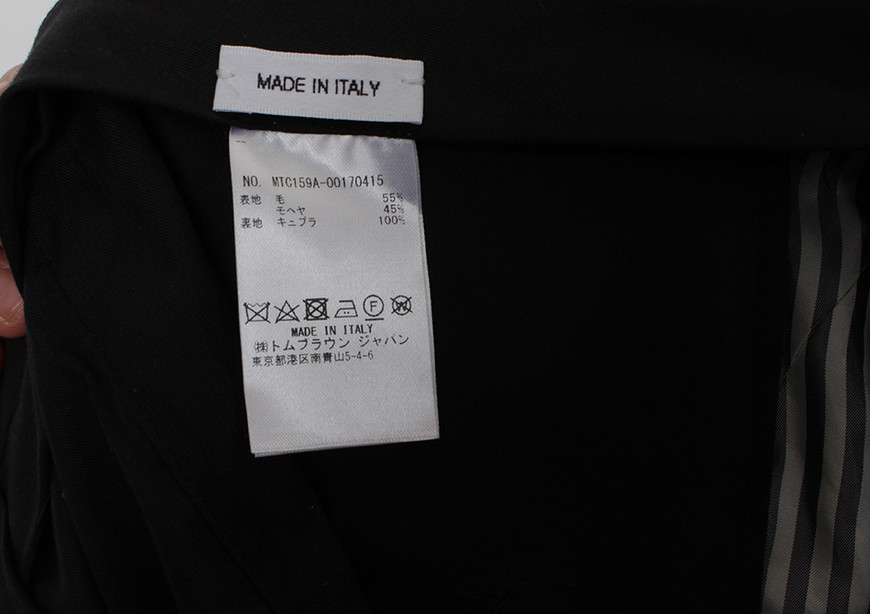 MADE IN ITALY
NO. MTC159A-00170415
表地 毛 55%
モヘヤ 45%
裏地 キュプラ 100%
F W
MADE IN ITALY
㈱トムブラウン ジャパン
東京都港区南青山5-4-6